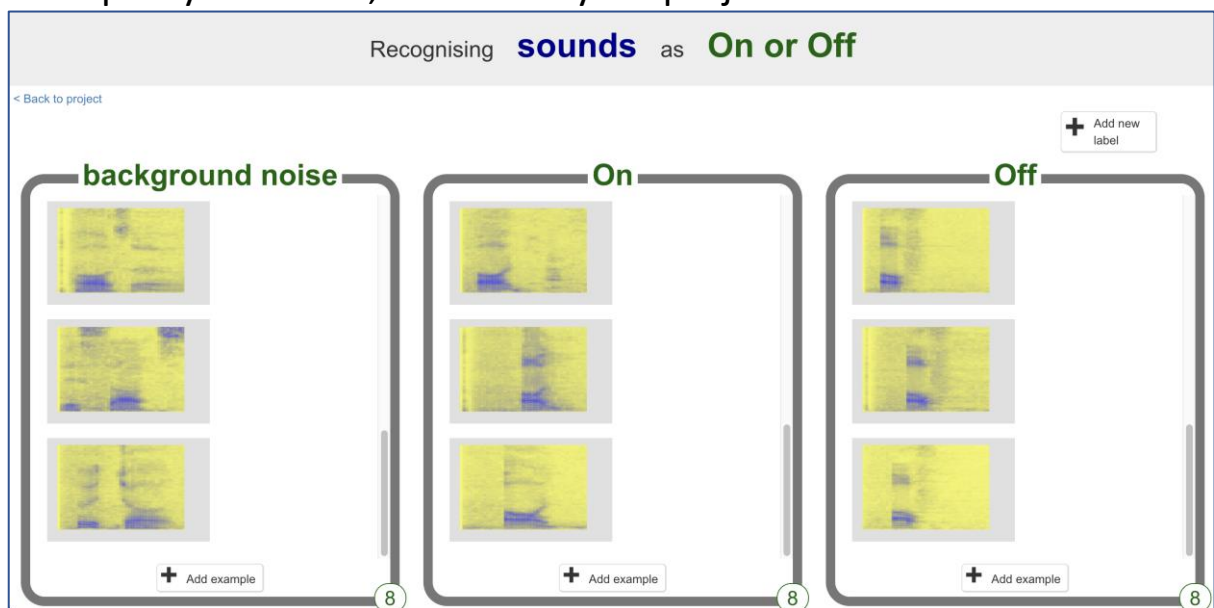 Recognising sounds as On or Off
< Back to project
Add new
label
background noise
On
Off
Add example
Add example
Add example
8
8
8